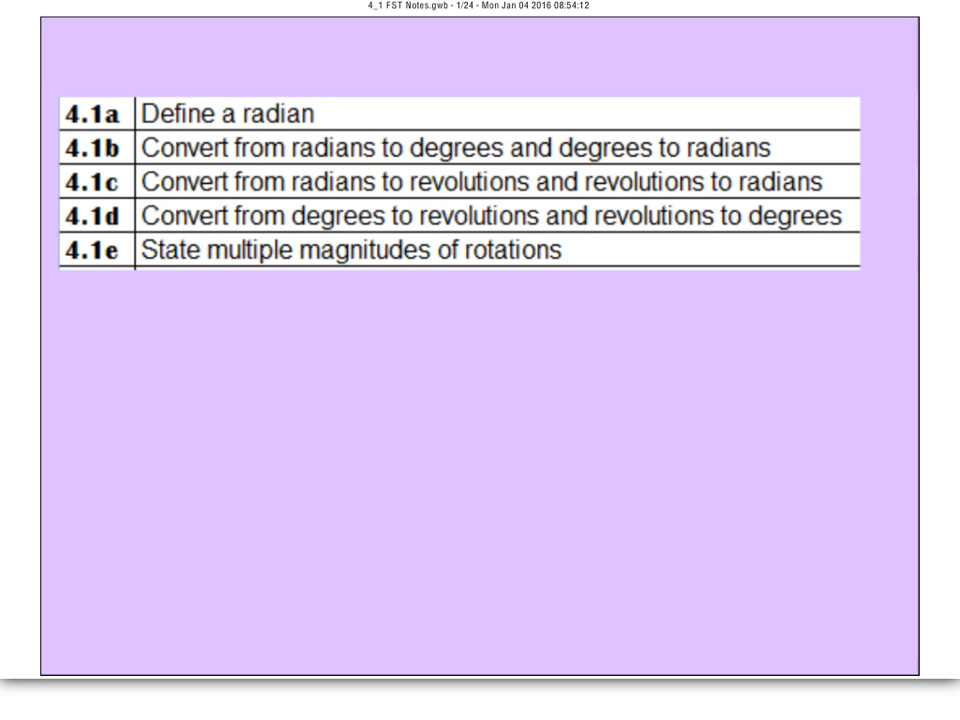 4_1 FST Notes.gwb - 1/24 - Mon Jan 04 2016 08:54:12
4.1a Define a radian
4.1b Convert from radians to degrees and degrees to radians
4.1c Convert from radians to revolutions and revolutions to radians
4.1d Convert from degrees to revolutions and revolutions to degrees
4.1e State multiple magnitudes of rotations